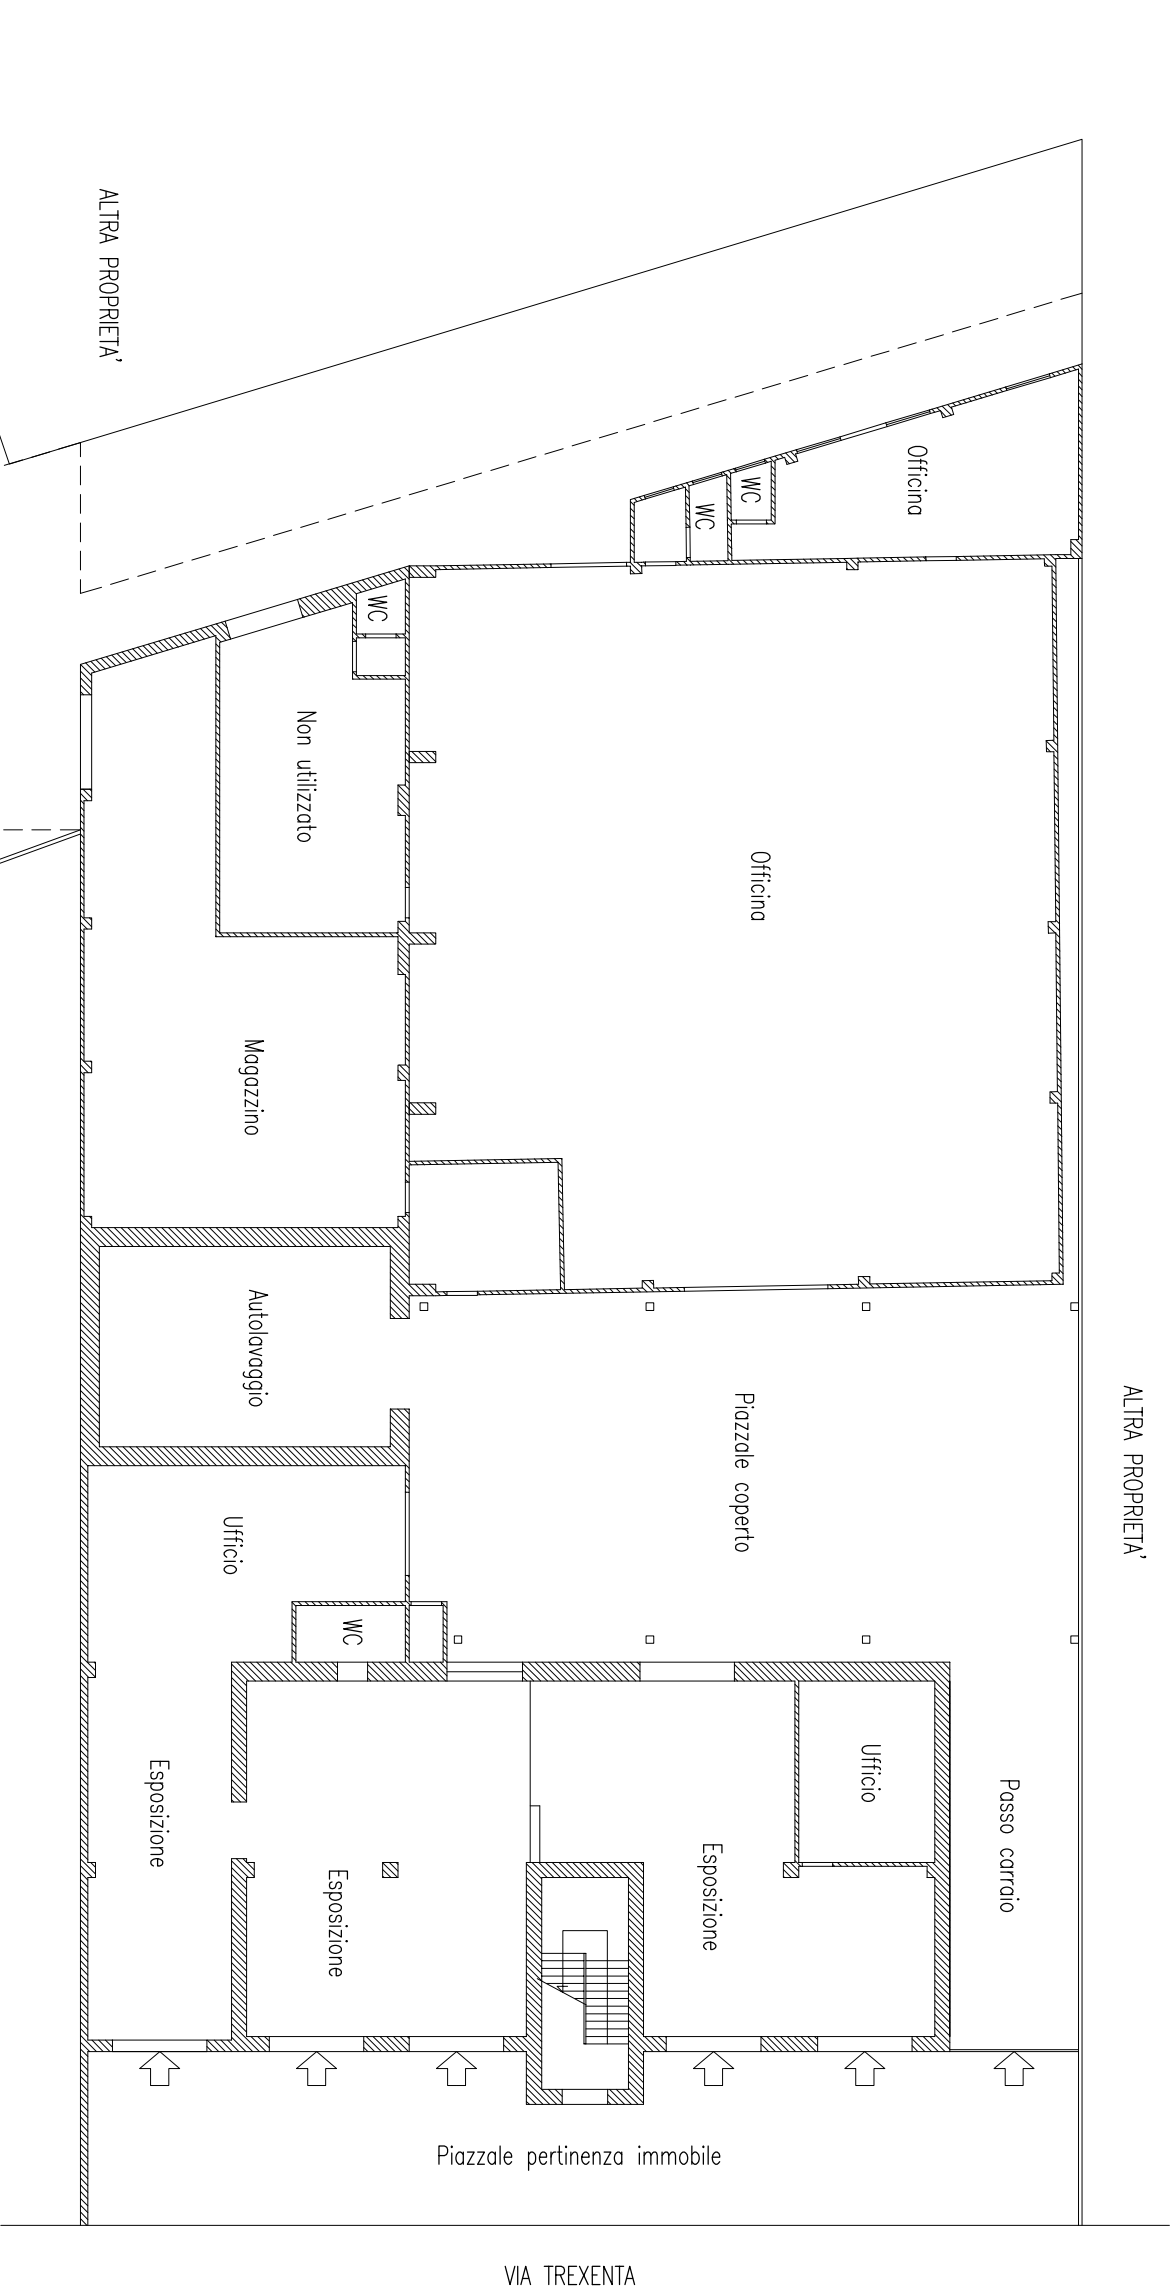 ALTRA PROPRIETA'
Officina
WC
WC
WC
Non utilizzato
Officina
Magazzino
Autolavaggio
Piazzale coperto
ALTRA PROPRIETA'
Ufficio
WC
Ufficio
Passo carraio
Esposizione
Esposizione
Esposizione
Piazzale pertinenza immobile
VIA TREXENTA